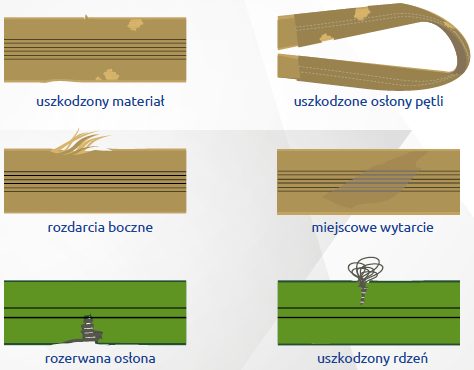 uszkodzony materiał
uszkodzone osłony pętli
rozdarcia boczne
miejscowe wytarcie
rozerwana osłona
uszkodzony rdzeń